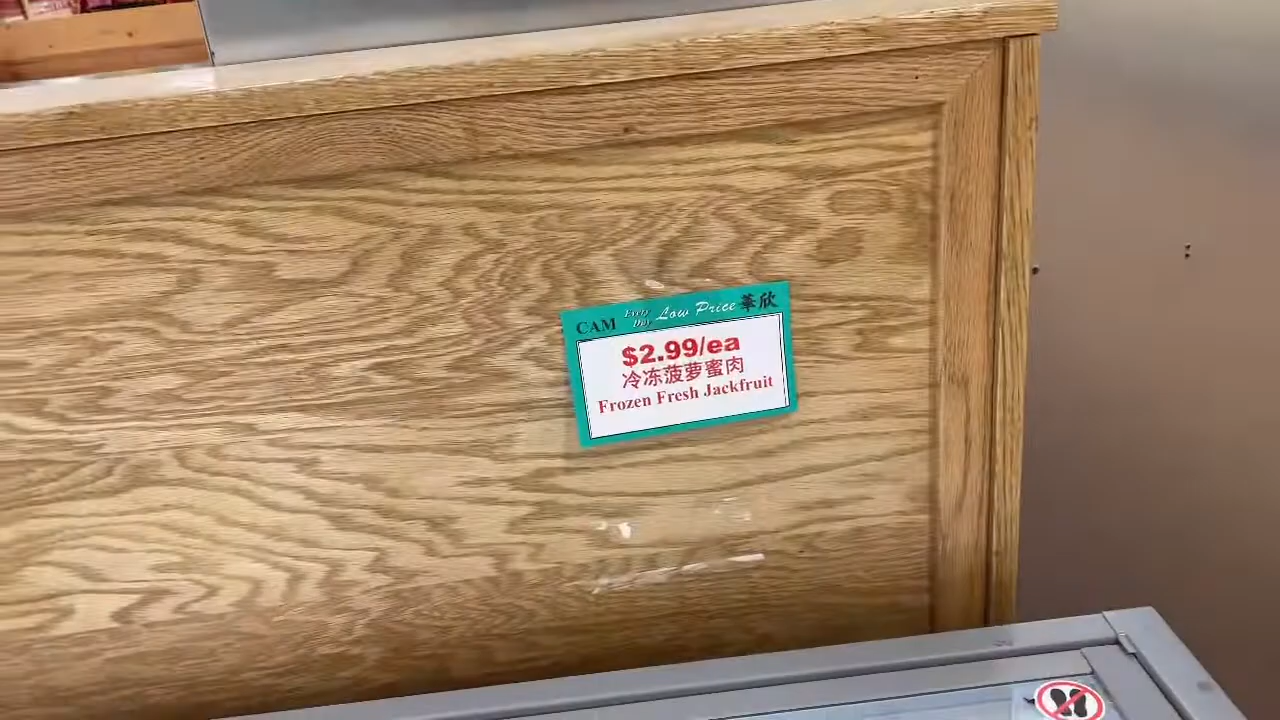 CAM Every Day Low Price 華欣
$2.99/ea
冷冻菠萝蜜肉
Frozen Fresh Jackfruit